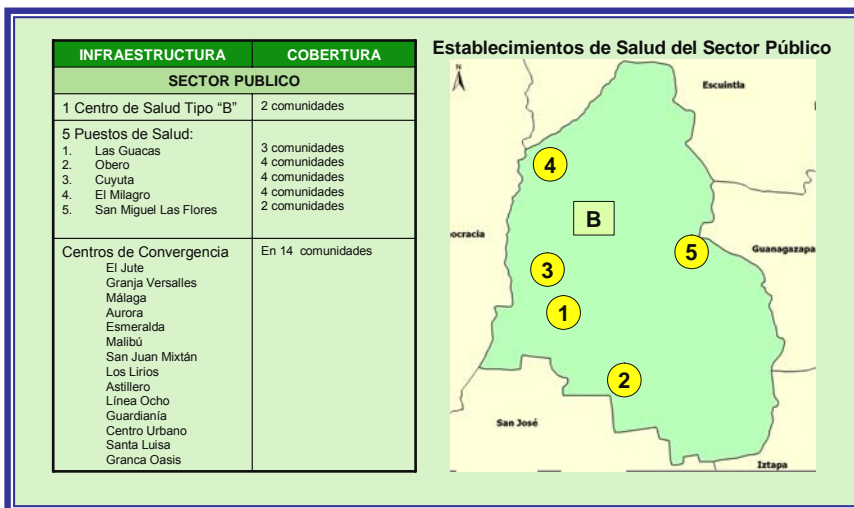 INFRAESTRUCTURA COBERTURA
SECTOR PUBLICO
1 Centro de Salud Tipo “B” 2 comunidades
5 Puestos de Salud:
1. Las Guacas 3 comunidades
2. Obero 4 comunidades
3. Cuyuta 4 comunidades
4. El Milagro 4 comunidades
5. San Miguel Las Flores 2 comunidades
Centros de Convergencia En 14 comunidades
El Jute
Granja Versalles
Málaga
Aurora
Esmeralda
Malibú
San Juan Mixtán
Los Lirios
Astillero
Línea Ocho
Guardianía
Centro Urbano
Santa Luisa
Granca Oasis
Establecimientos de Salud del Sector Público
N
Escuintla
4
B
ocracia
5
Guanagazapa
3
1
2
San José
Iztapa